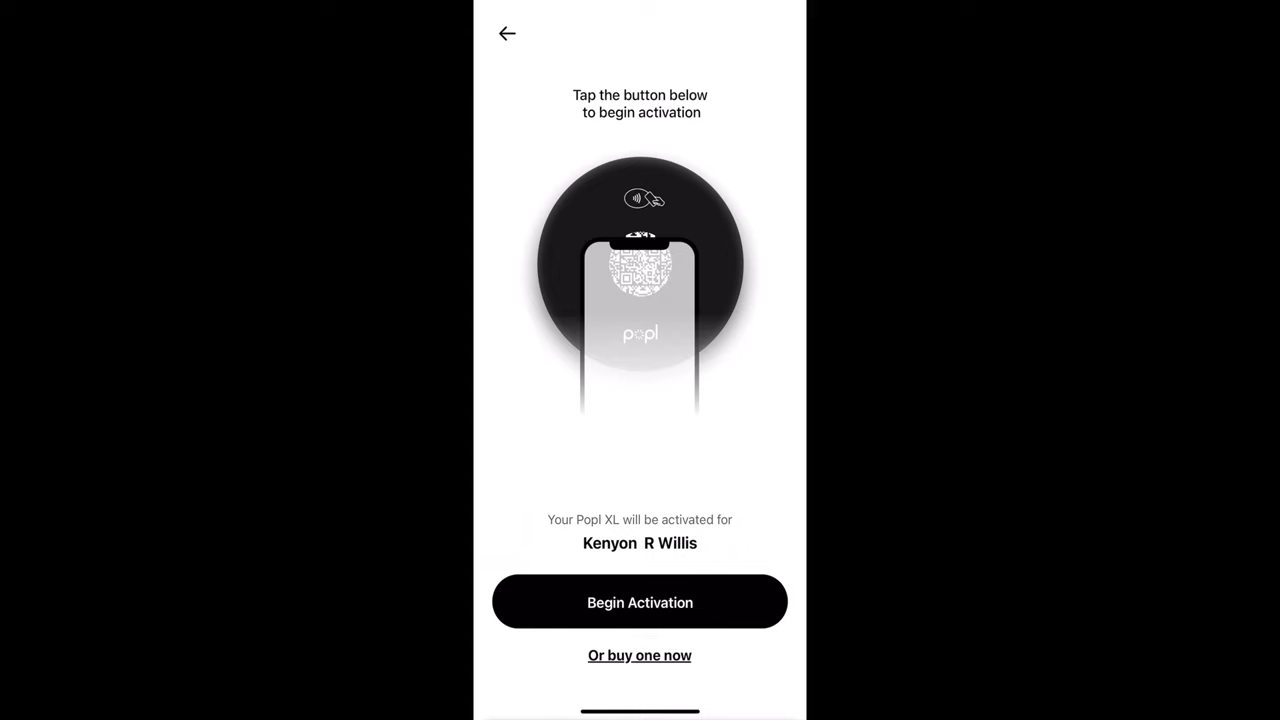 Tap the button below
to begin activation
popl
Your Popl XL will be activated for
Kenyon R Willis
Begin Activation
Or buy one now